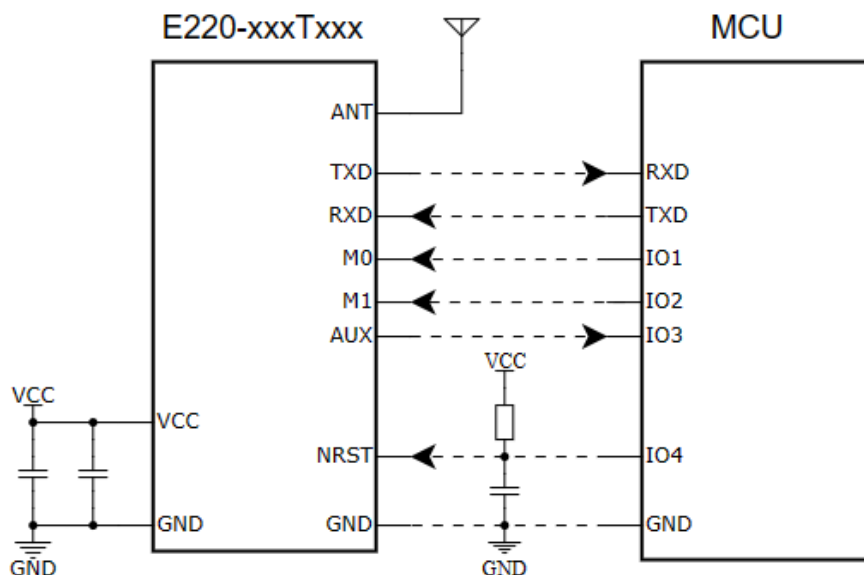 E220-xxxTxxx
MCU
ANT
TXD
RXD
RXD
TXD
M0
IO1
M1
IO2
AUX
IO3
VCC
VCC
VCC
NRST
IO4
GND
GND
GND
GND
GND